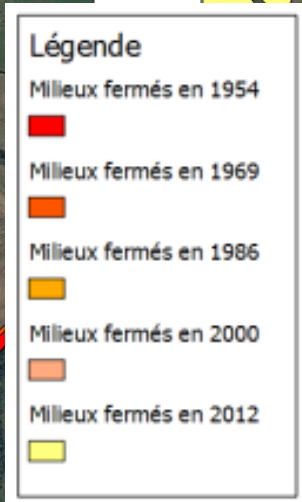 Légende
Milieux fermés en 1954
Milieux fermés en 1969
Milieux fermés en 1986
Milieux fermés en 2000
Milieux fermés en 2012